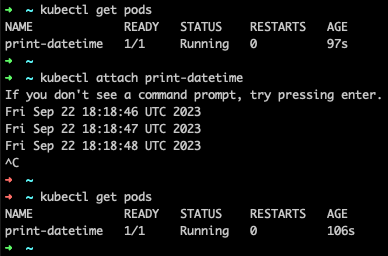 ➜  ~ kubectl get pods
NAME             READY   STATUS    RESTARTS   AGE
print-datetime   1/1     Running   0          97s
➜  ~
➜  ~ kubectl attach print-datetime
If you don't see a command prompt, try pressing enter.
Fri Sep 22 18:18:46 UTC 2023
Fri Sep 22 18:18:47 UTC 2023
Fri Sep 22 18:18:48 UTC 2023
^C
➜  ~
➜  ~ kubectl get pods
NAME             READY   STATUS    RESTARTS   AGE
print-datetime   1/1     Running   0          106s
➜  ~